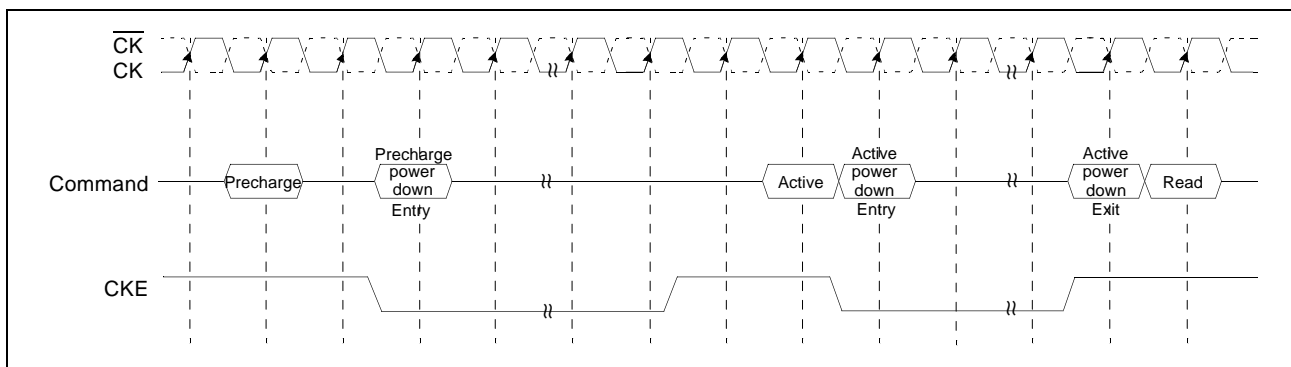 CK
CK
Command
Precharge
Precharge
power
down
Entry
Active
Active
power
down
Entry
Active
power
down
Exit
Read
CKE